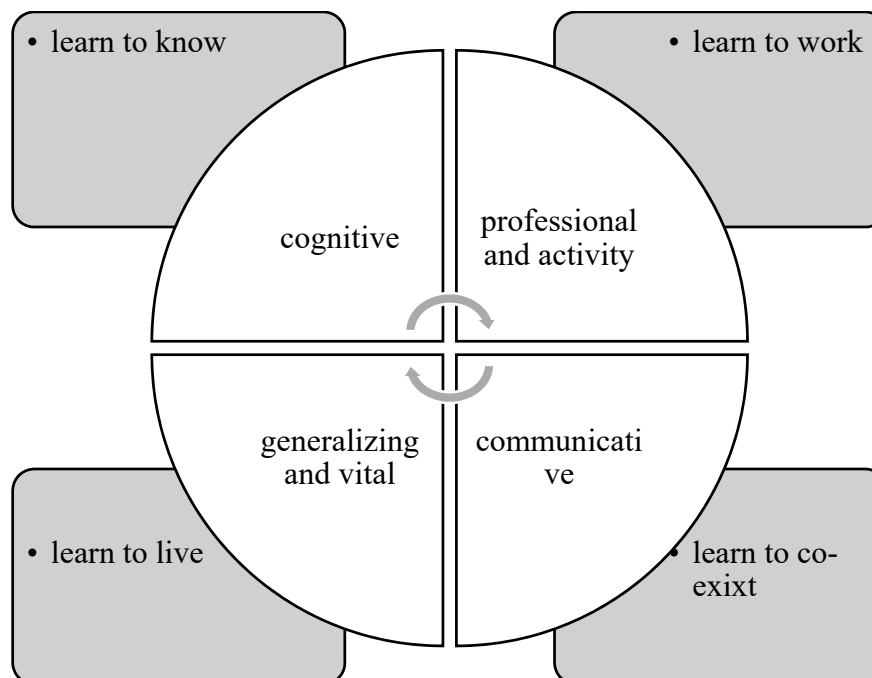 • learn to know
• learn to work
cognitive
professional
and activity
generalizing
and vital
communicati
ve
• learn to live
• learn to co-
exixt